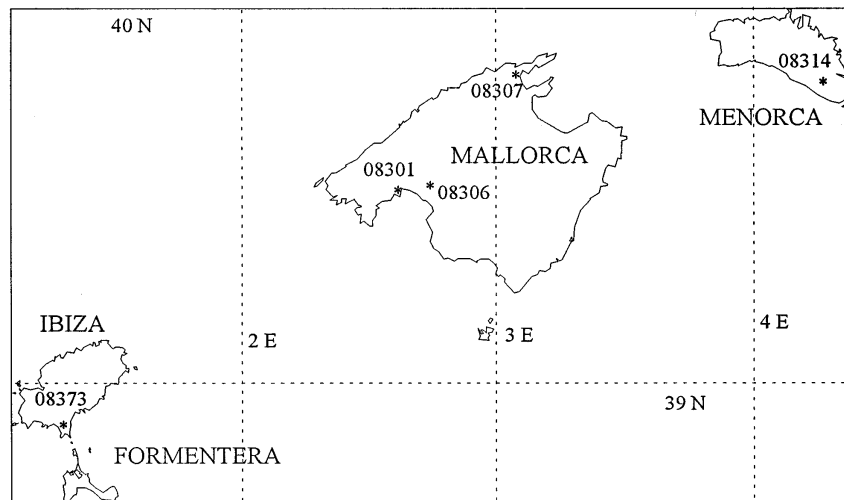 40 N
08314
08307
MENORCA
MALLORCA
08301
08306
IBIZA
2 E
3 E
4 E
08373
39 N
FORMENTERA